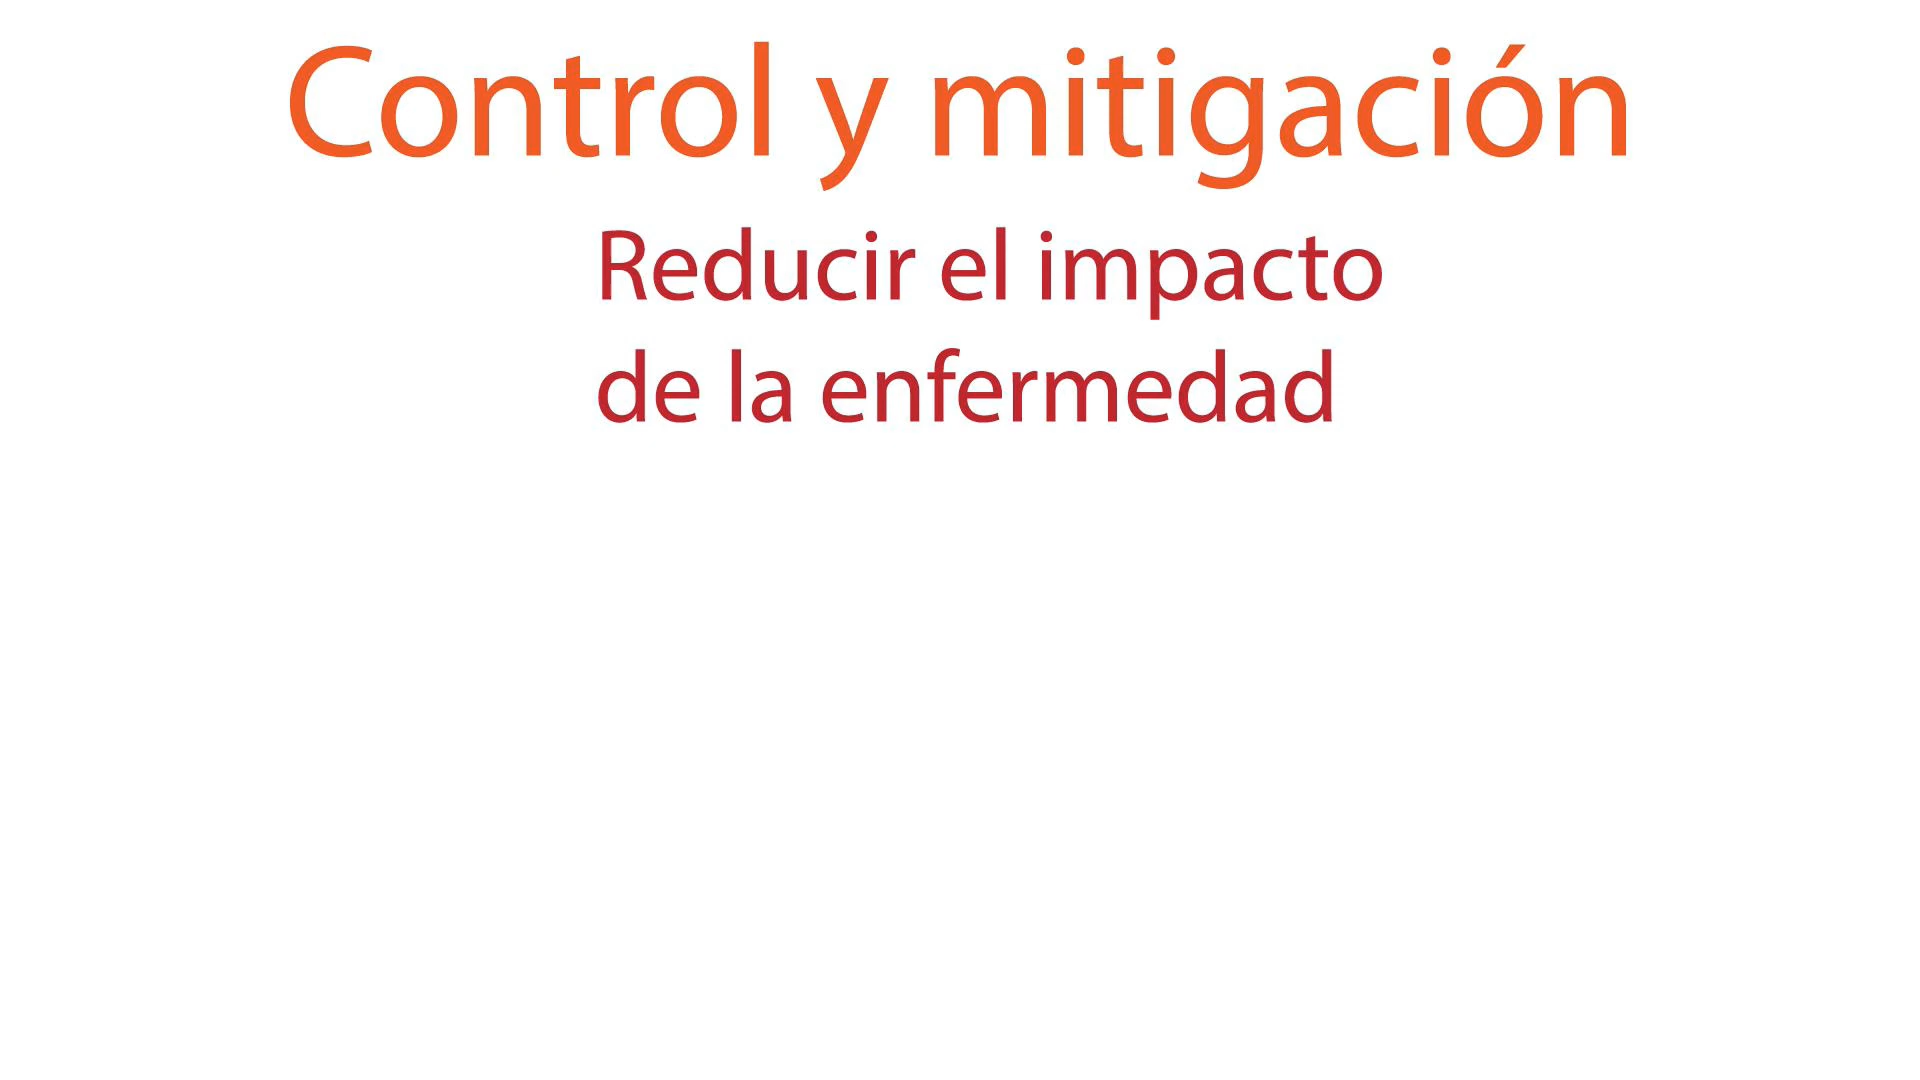 Control y mitigación
Reducir el impacto
de la enfermedad